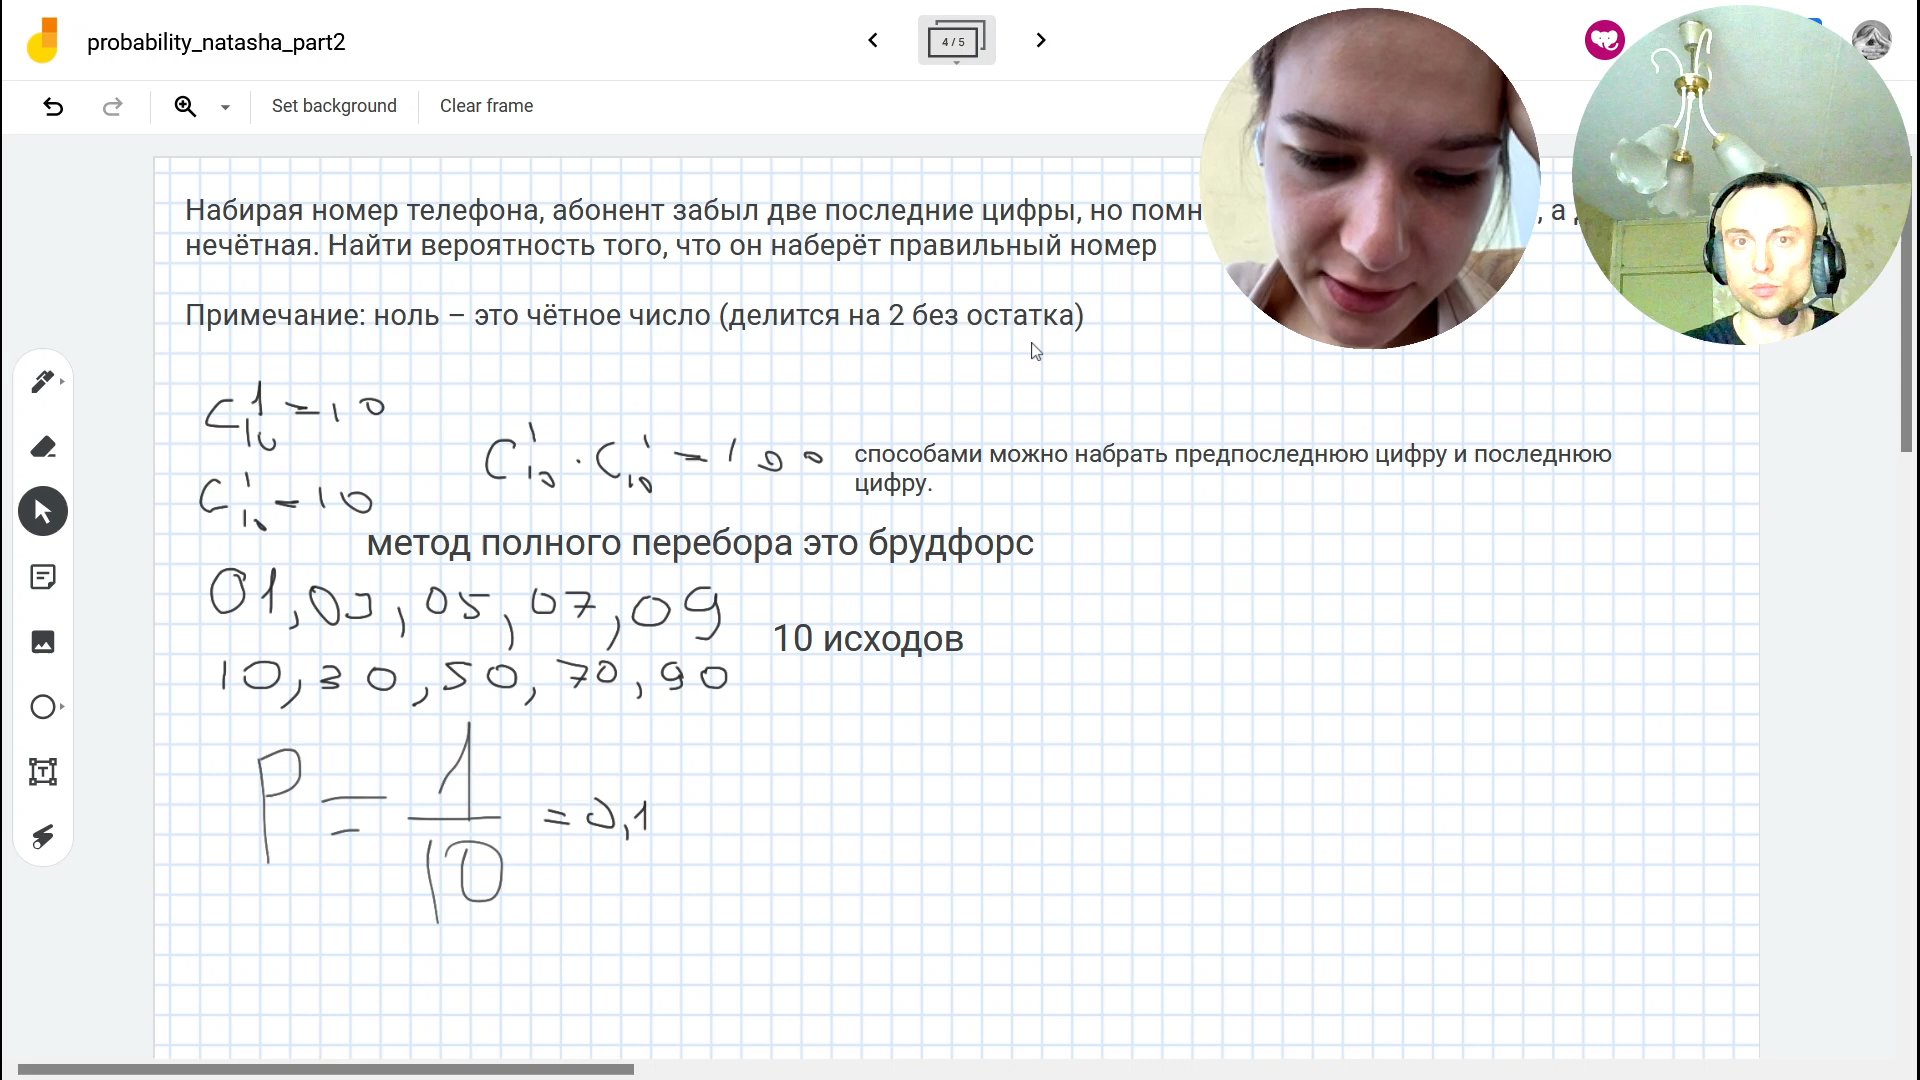 probability_natasha_part2
4 / 5
Set background
Clear frame
Набирая номер телефона, абонент забыл две последние цифры, но помн , а
нечётная. Найти вероятность того, что он наберёт правильный номер
Примечание: ноль – это чётное число (делится на 2 без остатка)
C¹₁₀ = 10
C¹₁₀ = 10
C¹₁₀ · C¹₁₀ = 100
способами можно набрать предпоследнюю цифру и последнюю
цифру.
метод полного перебора это брудфорс
01, 03, 05, 07, 09
10, 30, 50, 70, 90
10 исходов
P = 1/10 = 0,1